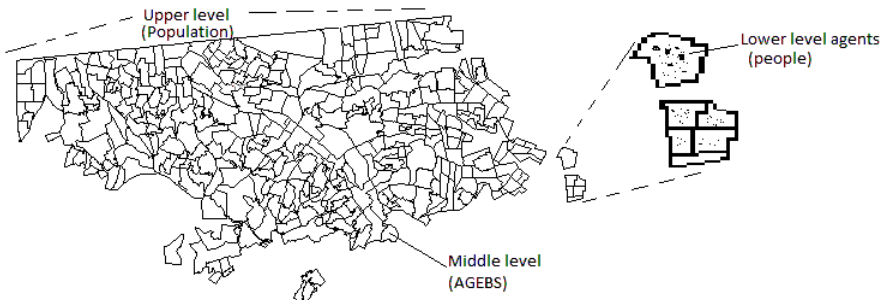 Upper level
(Population)
Lower level agents
(people)
Middle level
(AGEBS)